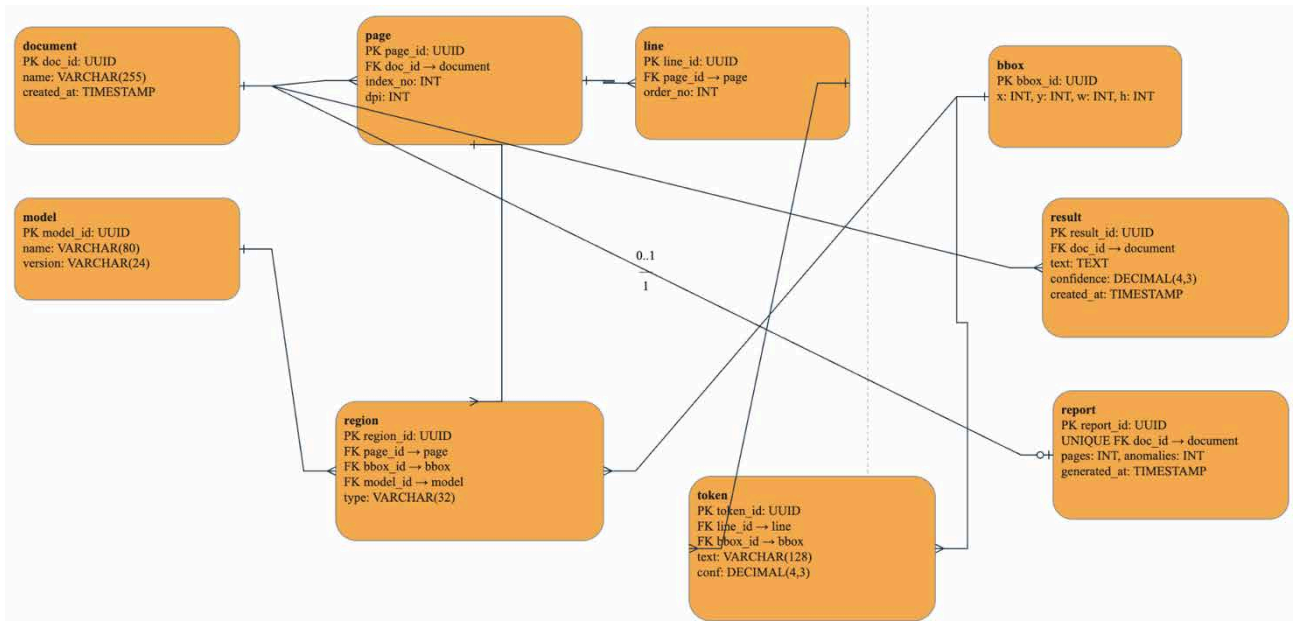 document
PK doc_id: UUID
name: VARCHAR(255)
created_at: TIMESTAMP
page
PK page_id: UUID
FK doc_id → document
index_no: INT
dpi: INT
line
PK line_id: UUID
FK page_id → page
order_no: INT
bbox
PK bbox_id: UUID
x: INT, y: INT, w: INT, h: INT
model
PK model_id: UUID
name: VARCHAR(80)
version: VARCHAR(24)
result
PK result_id: UUID
FK doc_id → document
text: TEXT
confidence: DECIMAL(4,3)
created_at: TIMESTAMP
0..1
1
region
PK region_id: UUID
FK page_id → page
FK bbox_id → bbox
FK model_id → model
type: VARCHAR(32)
report
PK report_id: UUID
UNIQUE FK doc_id → document
pages: INT, anomalies: INT
generated_at: TIMESTAMP
token
PK token_id: UUID
FK line_id → line
FK bbox_id → bbox
text: VARCHAR(128)
conf: DECIMAL(4,3)